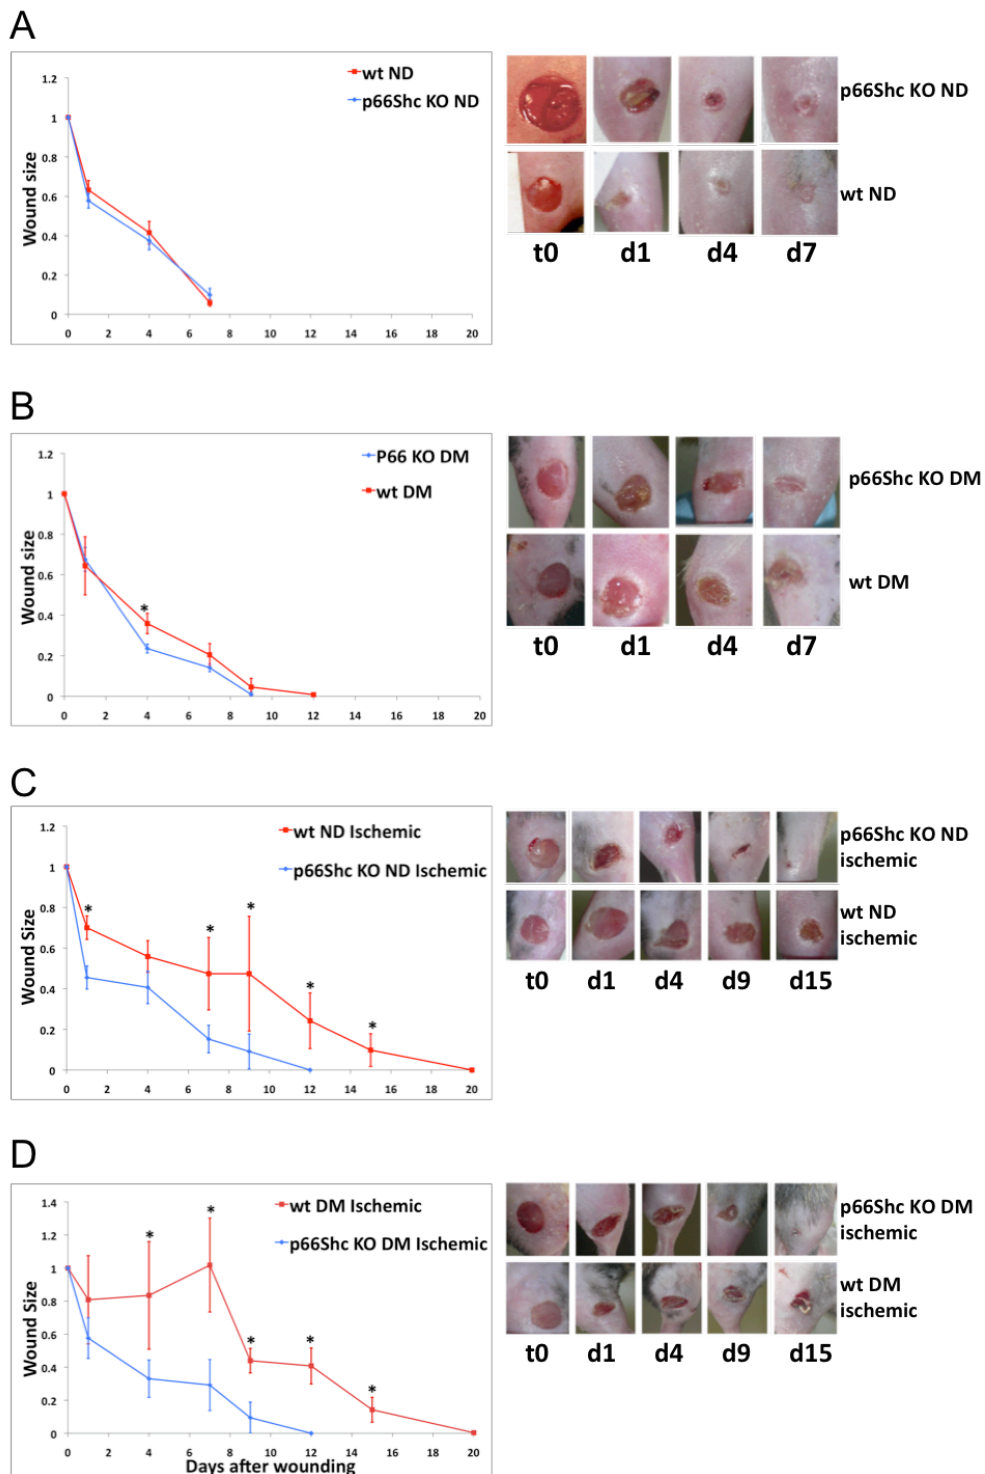 A
wt ND
p66Shc KO ND
Wound size
1.2
1
0.8
0.6
0.4
0.2
0
0 2 4 6 8 10 12 14 16 18 20
p66Shc KO ND
wt ND
t0 d1 d4 d7
B
P66 KO DM
wt DM
Wound size
1.2
1
0.8
0.6
0.4
0.2
0
*
0 2 4 6 8 10 12 14 16 18 20
p66Shc KO DM
wt DM
t0 d1 d4 d7
C
wt ND Ischemic
p66Shc KO ND Ischemic
Wound Size
1.2
1
0.8
0.6
0.4
0.2
0
* * * * *
0 2 4 6 8 10 12 14 16 18 20
p66Shc KO ND
ischemic
wt ND
ischemic
t0 d1 d4 d9 d15
D
wt DM Ischemic
p66Shc KO DM Ischemic
Wound Size
1.4
1.2
1
0.8
0.6
0.4
0.2
0
* * * * *
0 2 4 6 8 10 12 14 16 18 20
Days after wounding
p66Shc KO DM
ischemic
wt DM
ischemic
t0 d1 d4 d9 d15